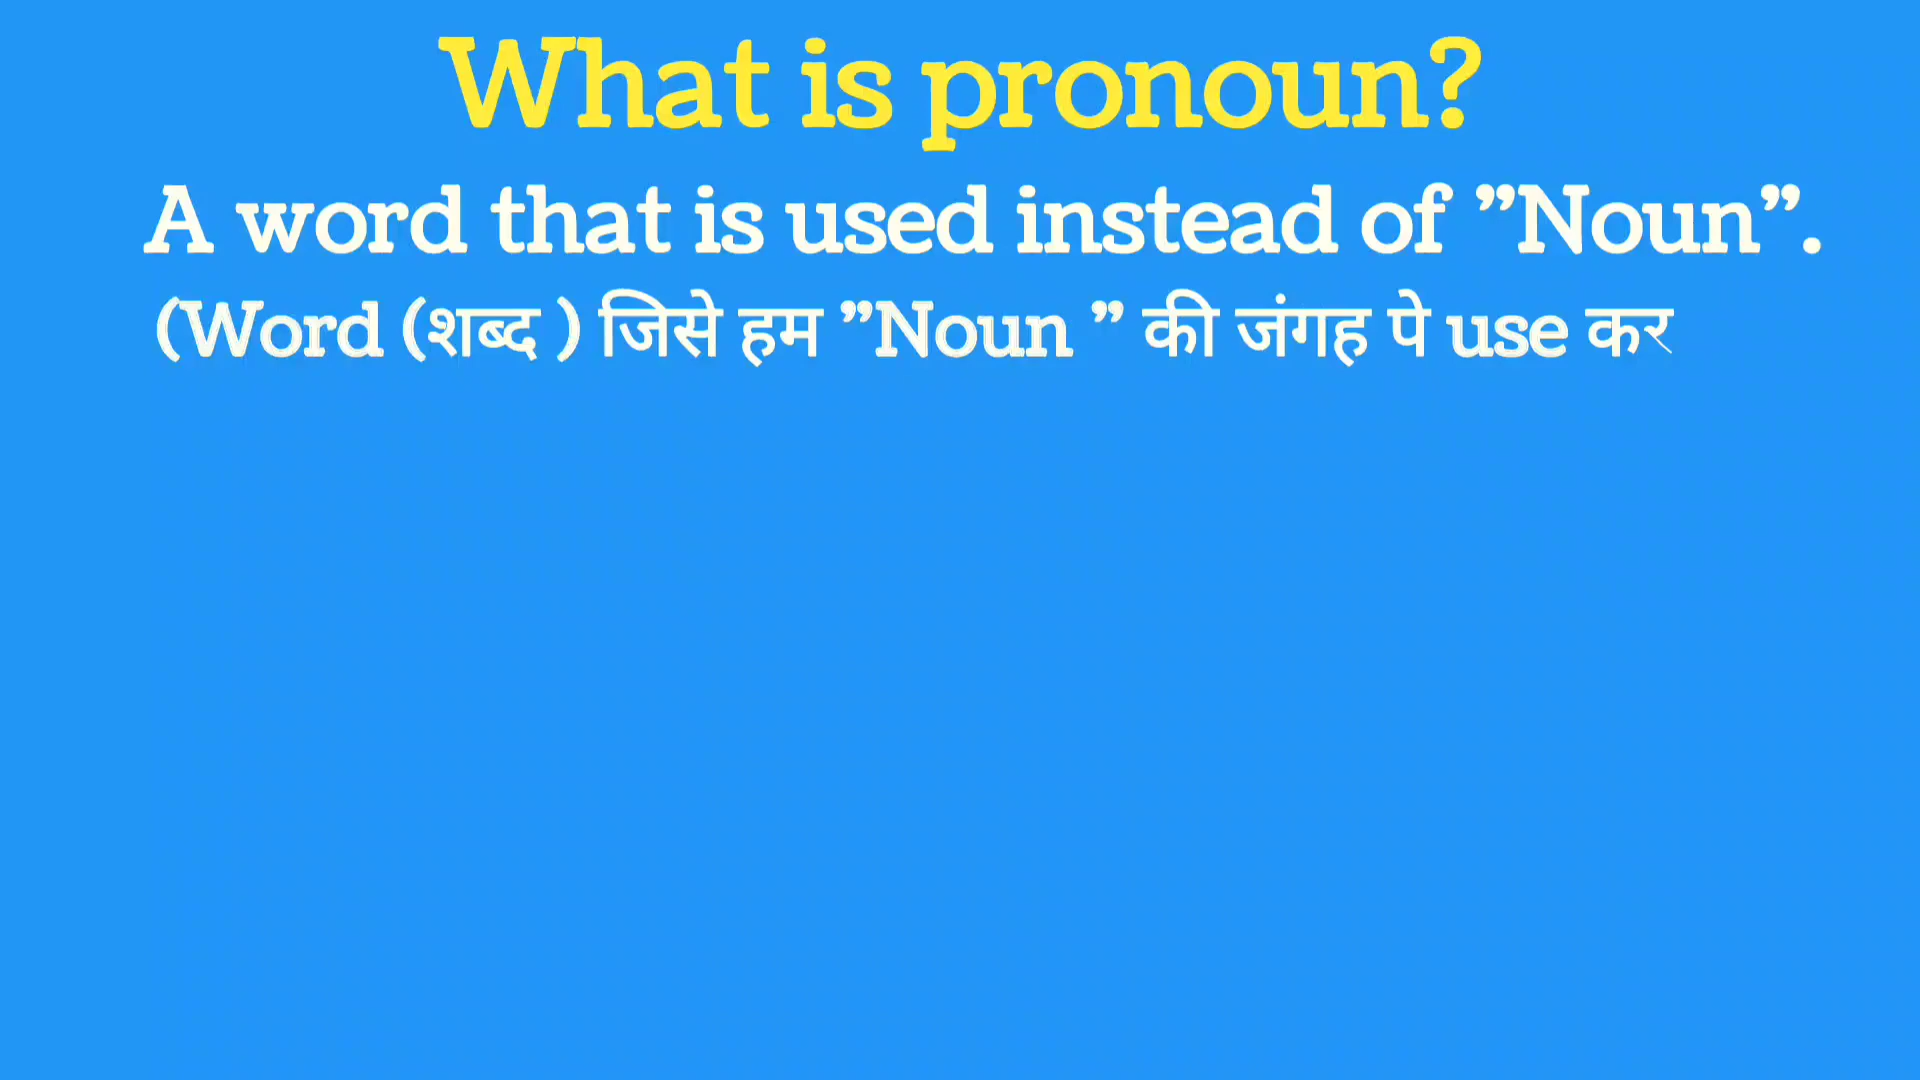 What is pronoun?
A word that is used instead of ”Noun”.
(Word (शब्द ) जिसे हम ”Noun ” की जंगह पे use कर